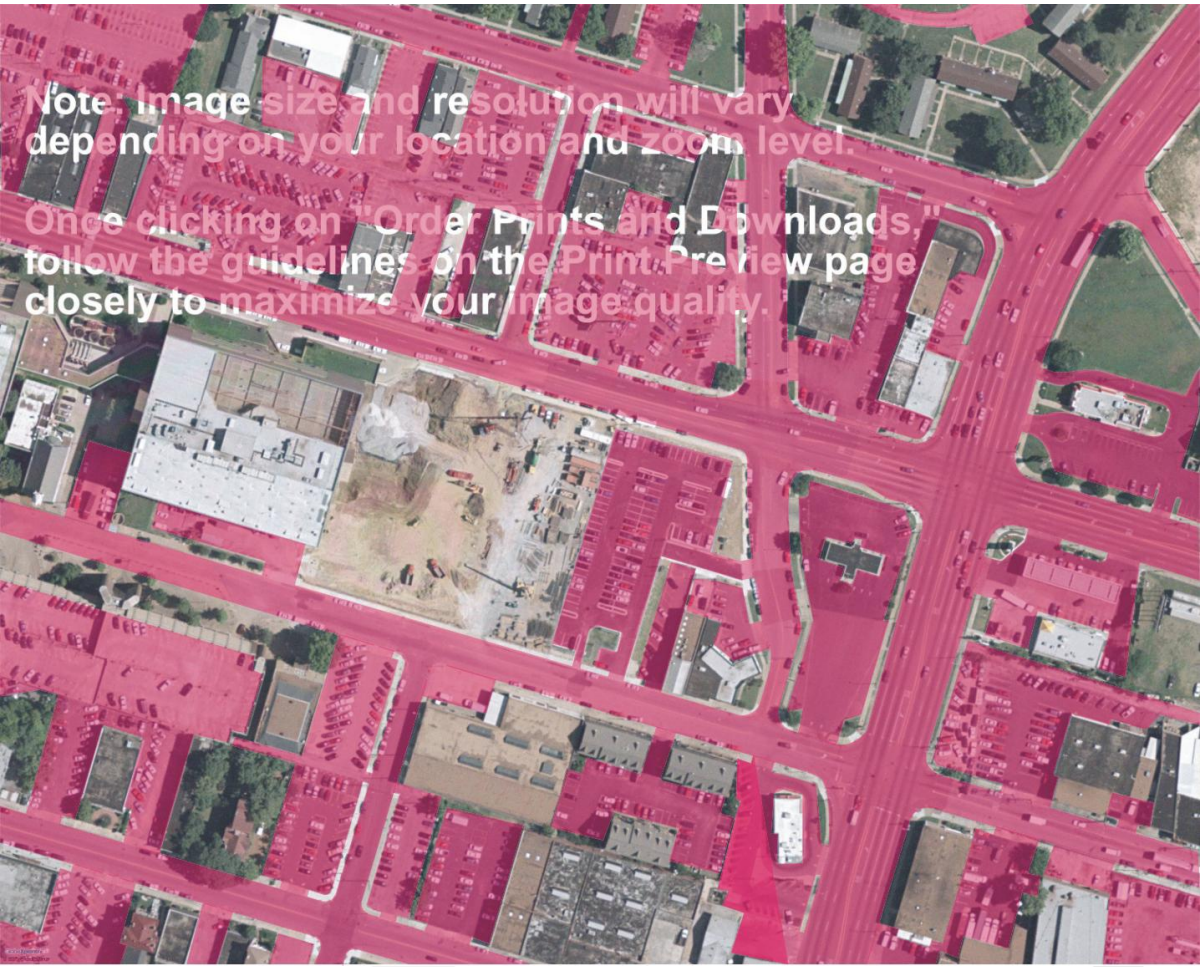 Note: Image size and resolution will vary
depending on your location and zoom level.
Once clicking on "Order Prints and Downloads,"
follow the guidelines on the Print Preview page
closely to maximize your image quality.